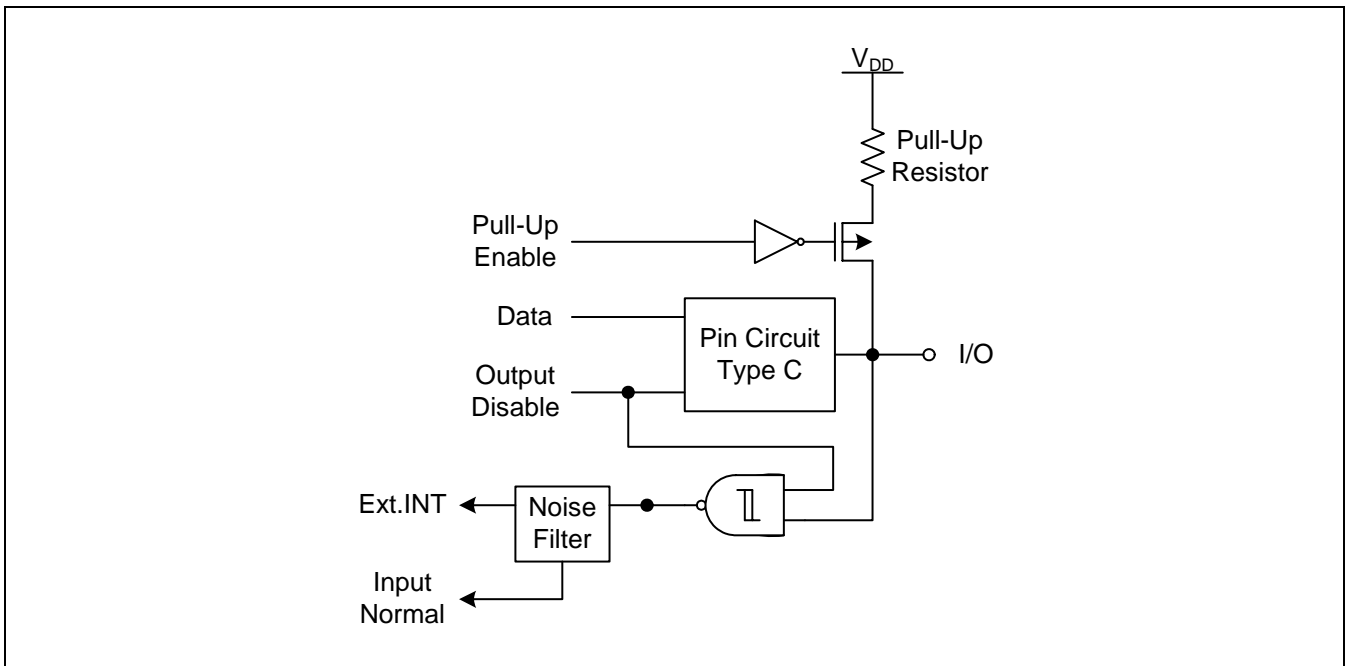 VDD
Pull-Up
Resistor
Pull-Up
Enable
Data
Pin Circuit
Type C
I/O
Output
Disable
Ext.INT
Noise
Filter
Input
Normal